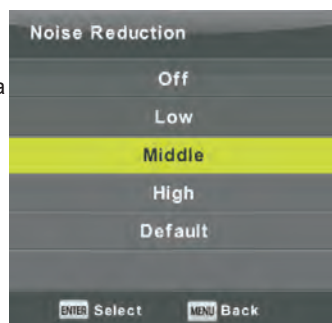 Noise Reduction
a
Off
Low
Middle
High
Default
ENTER Select MENU Back